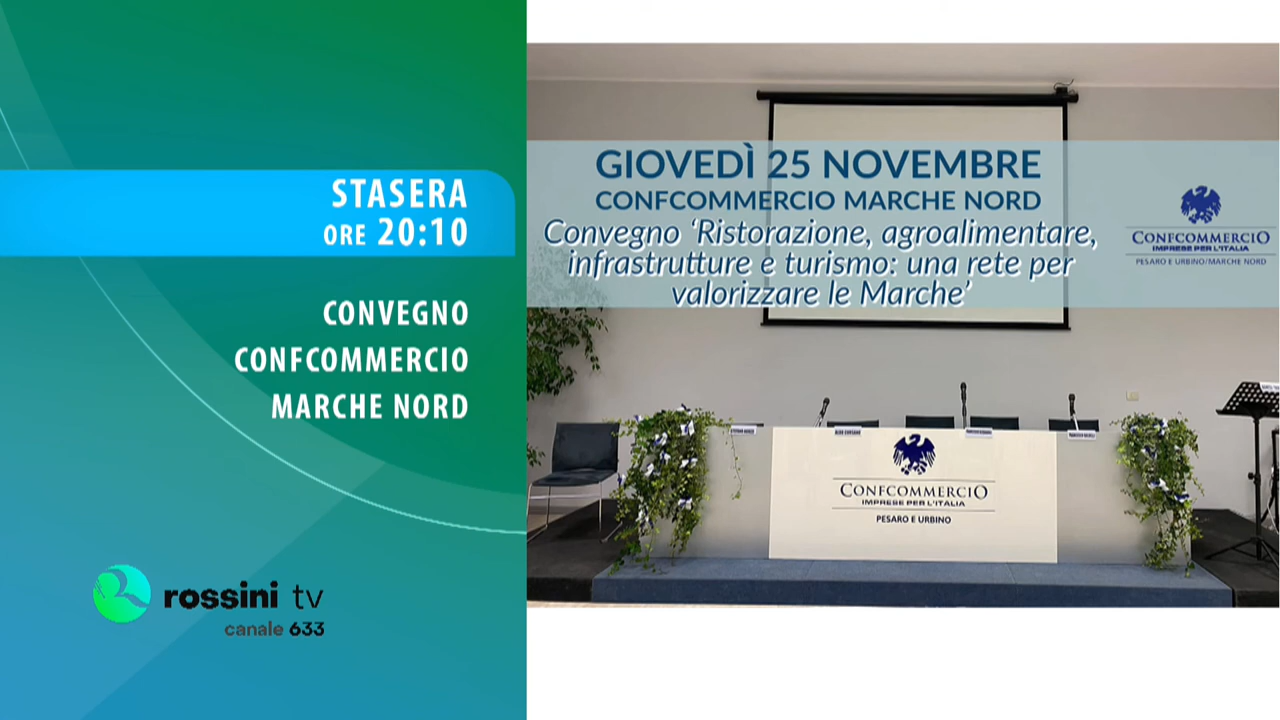 STASERA
ORE 20:10
CONVEGNO
CONFCOMMERCIO
MARCHE NORD
rossini tv
canale 633
GIOVEDÌ 25 NOVEMBRE
CONFCOMMERCIO MARCHE NORD
Convegno ‘Ristorazione, agroalimentare,
infrastrutture e turismo: una rete per
valorizzare le Marche’
CONFCOMMERCIO
IMPRESE PER L'ITALIA
PESARO E URBINO/MARCHE NORD
CONFCOMMERCIO
IMPRESE PER L'ITALIA
PESARO E URBINO